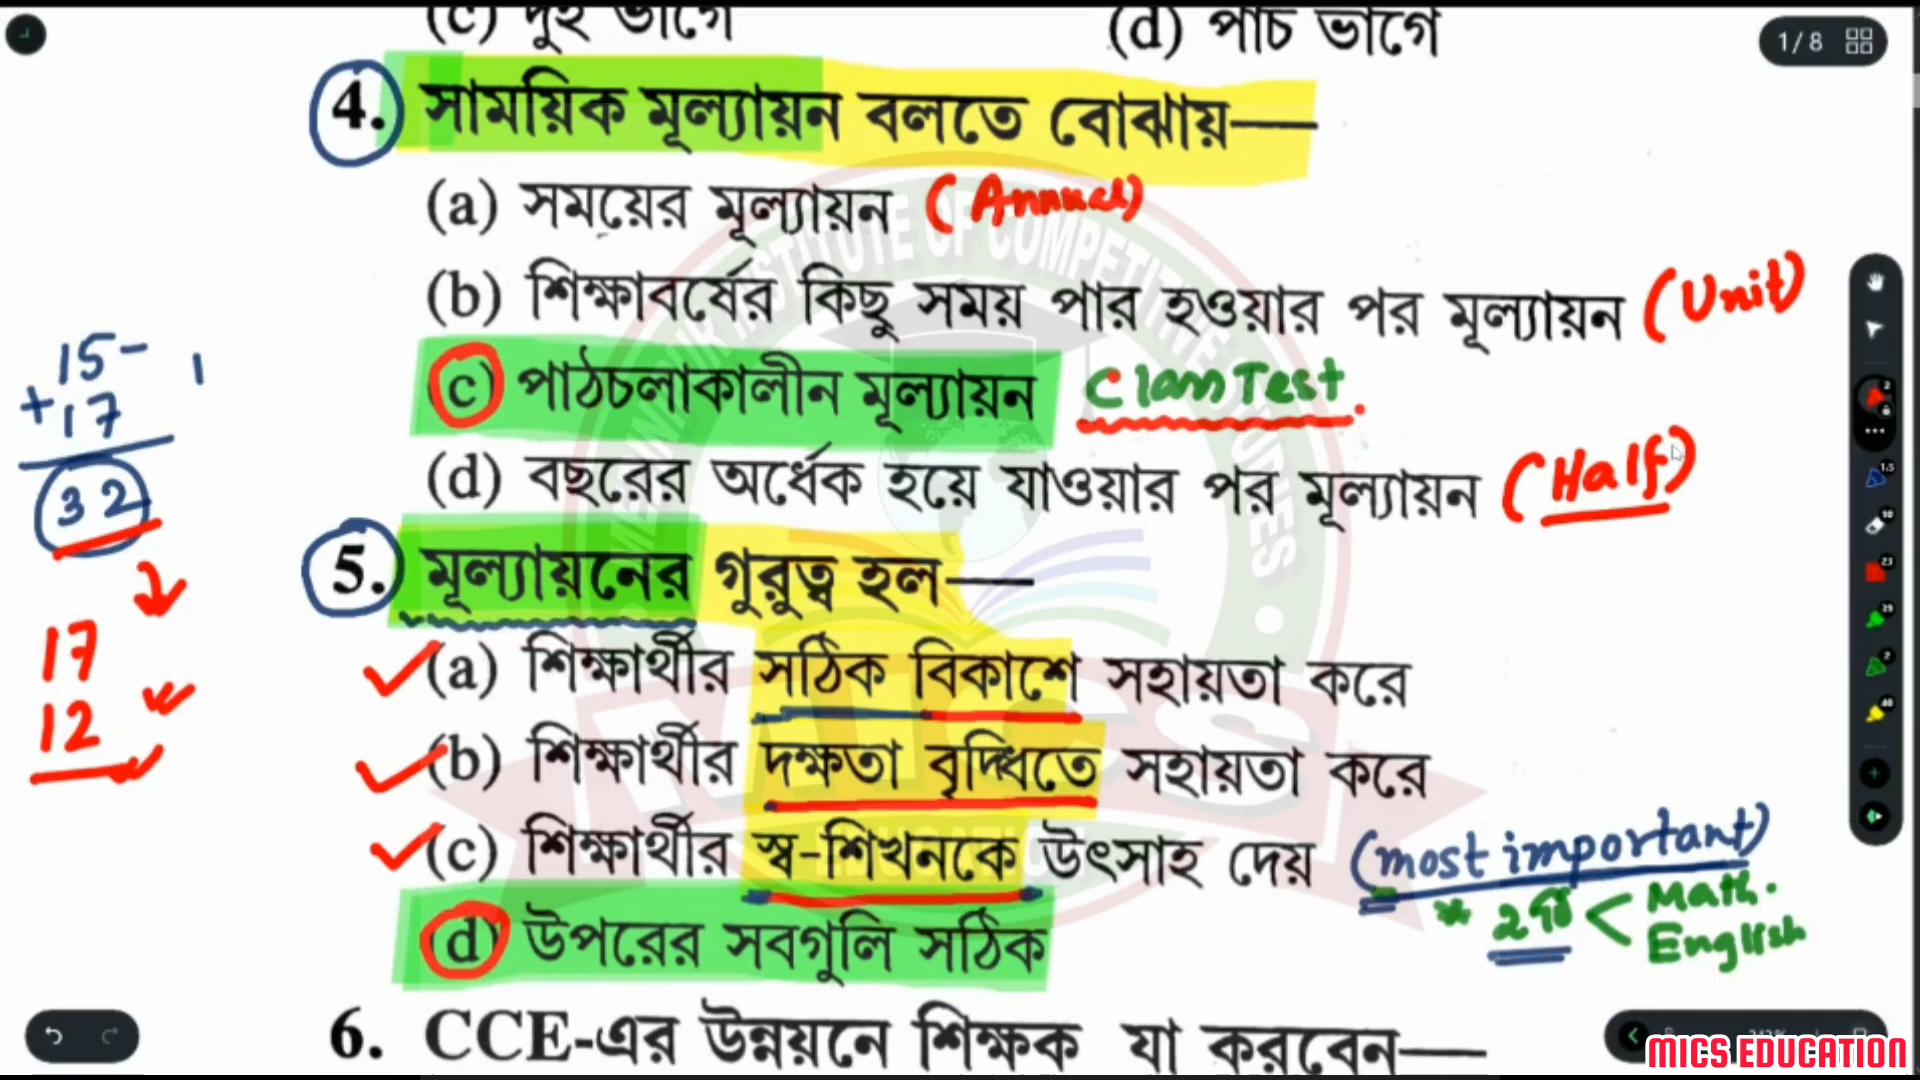 (c) দুই ভাগে (d) পাঁচ ভাগে
1/8
4. সাময়িক মূল্যায়ন বলতে বোঝায়—
(a) সময়ের মূল্যায়ন (Annual)
(b) শিক্ষাবর্ষের কিছু সময় পার হওয়ার পর মূল্যায়ন (Unit)
(c) পাঠচলাকালীন মূল্যায়ন Class Test.
(d) বছরের অর্ধেক হয়ে যাওয়ার পর মূল্যায়ন (Half)
15 -
+17
32
17
12
5. মূল্যায়নের গুরুত্ব হল—
(a) শিক্ষার্থীর সঠিক বিকাশে সহায়তা করে
(b) শিক্ষার্থীর দক্ষতা বৃদ্ধিতে সহায়তা করে
(c) শিক্ষার্থীর স্ব-শিখনকে উৎসাহ দেয় (most important)
Math.
English
(d) উপরের সবগুলি সঠিক
6. CCE-এর উন্নয়নে শিক্ষক যা করবেন—
MICS EDUCATION